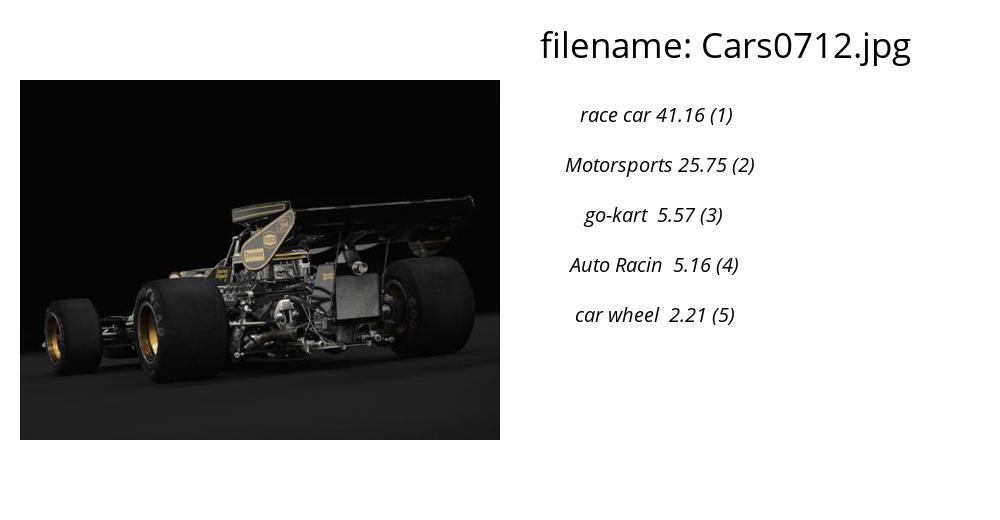 filename: Cars0712.jpg
race car 41.16 (1)
Motorsports 25.75 (2)
go-kart 5.57 (3)
Auto Racin 5.16 (4)
car wheel 2.21 (5)